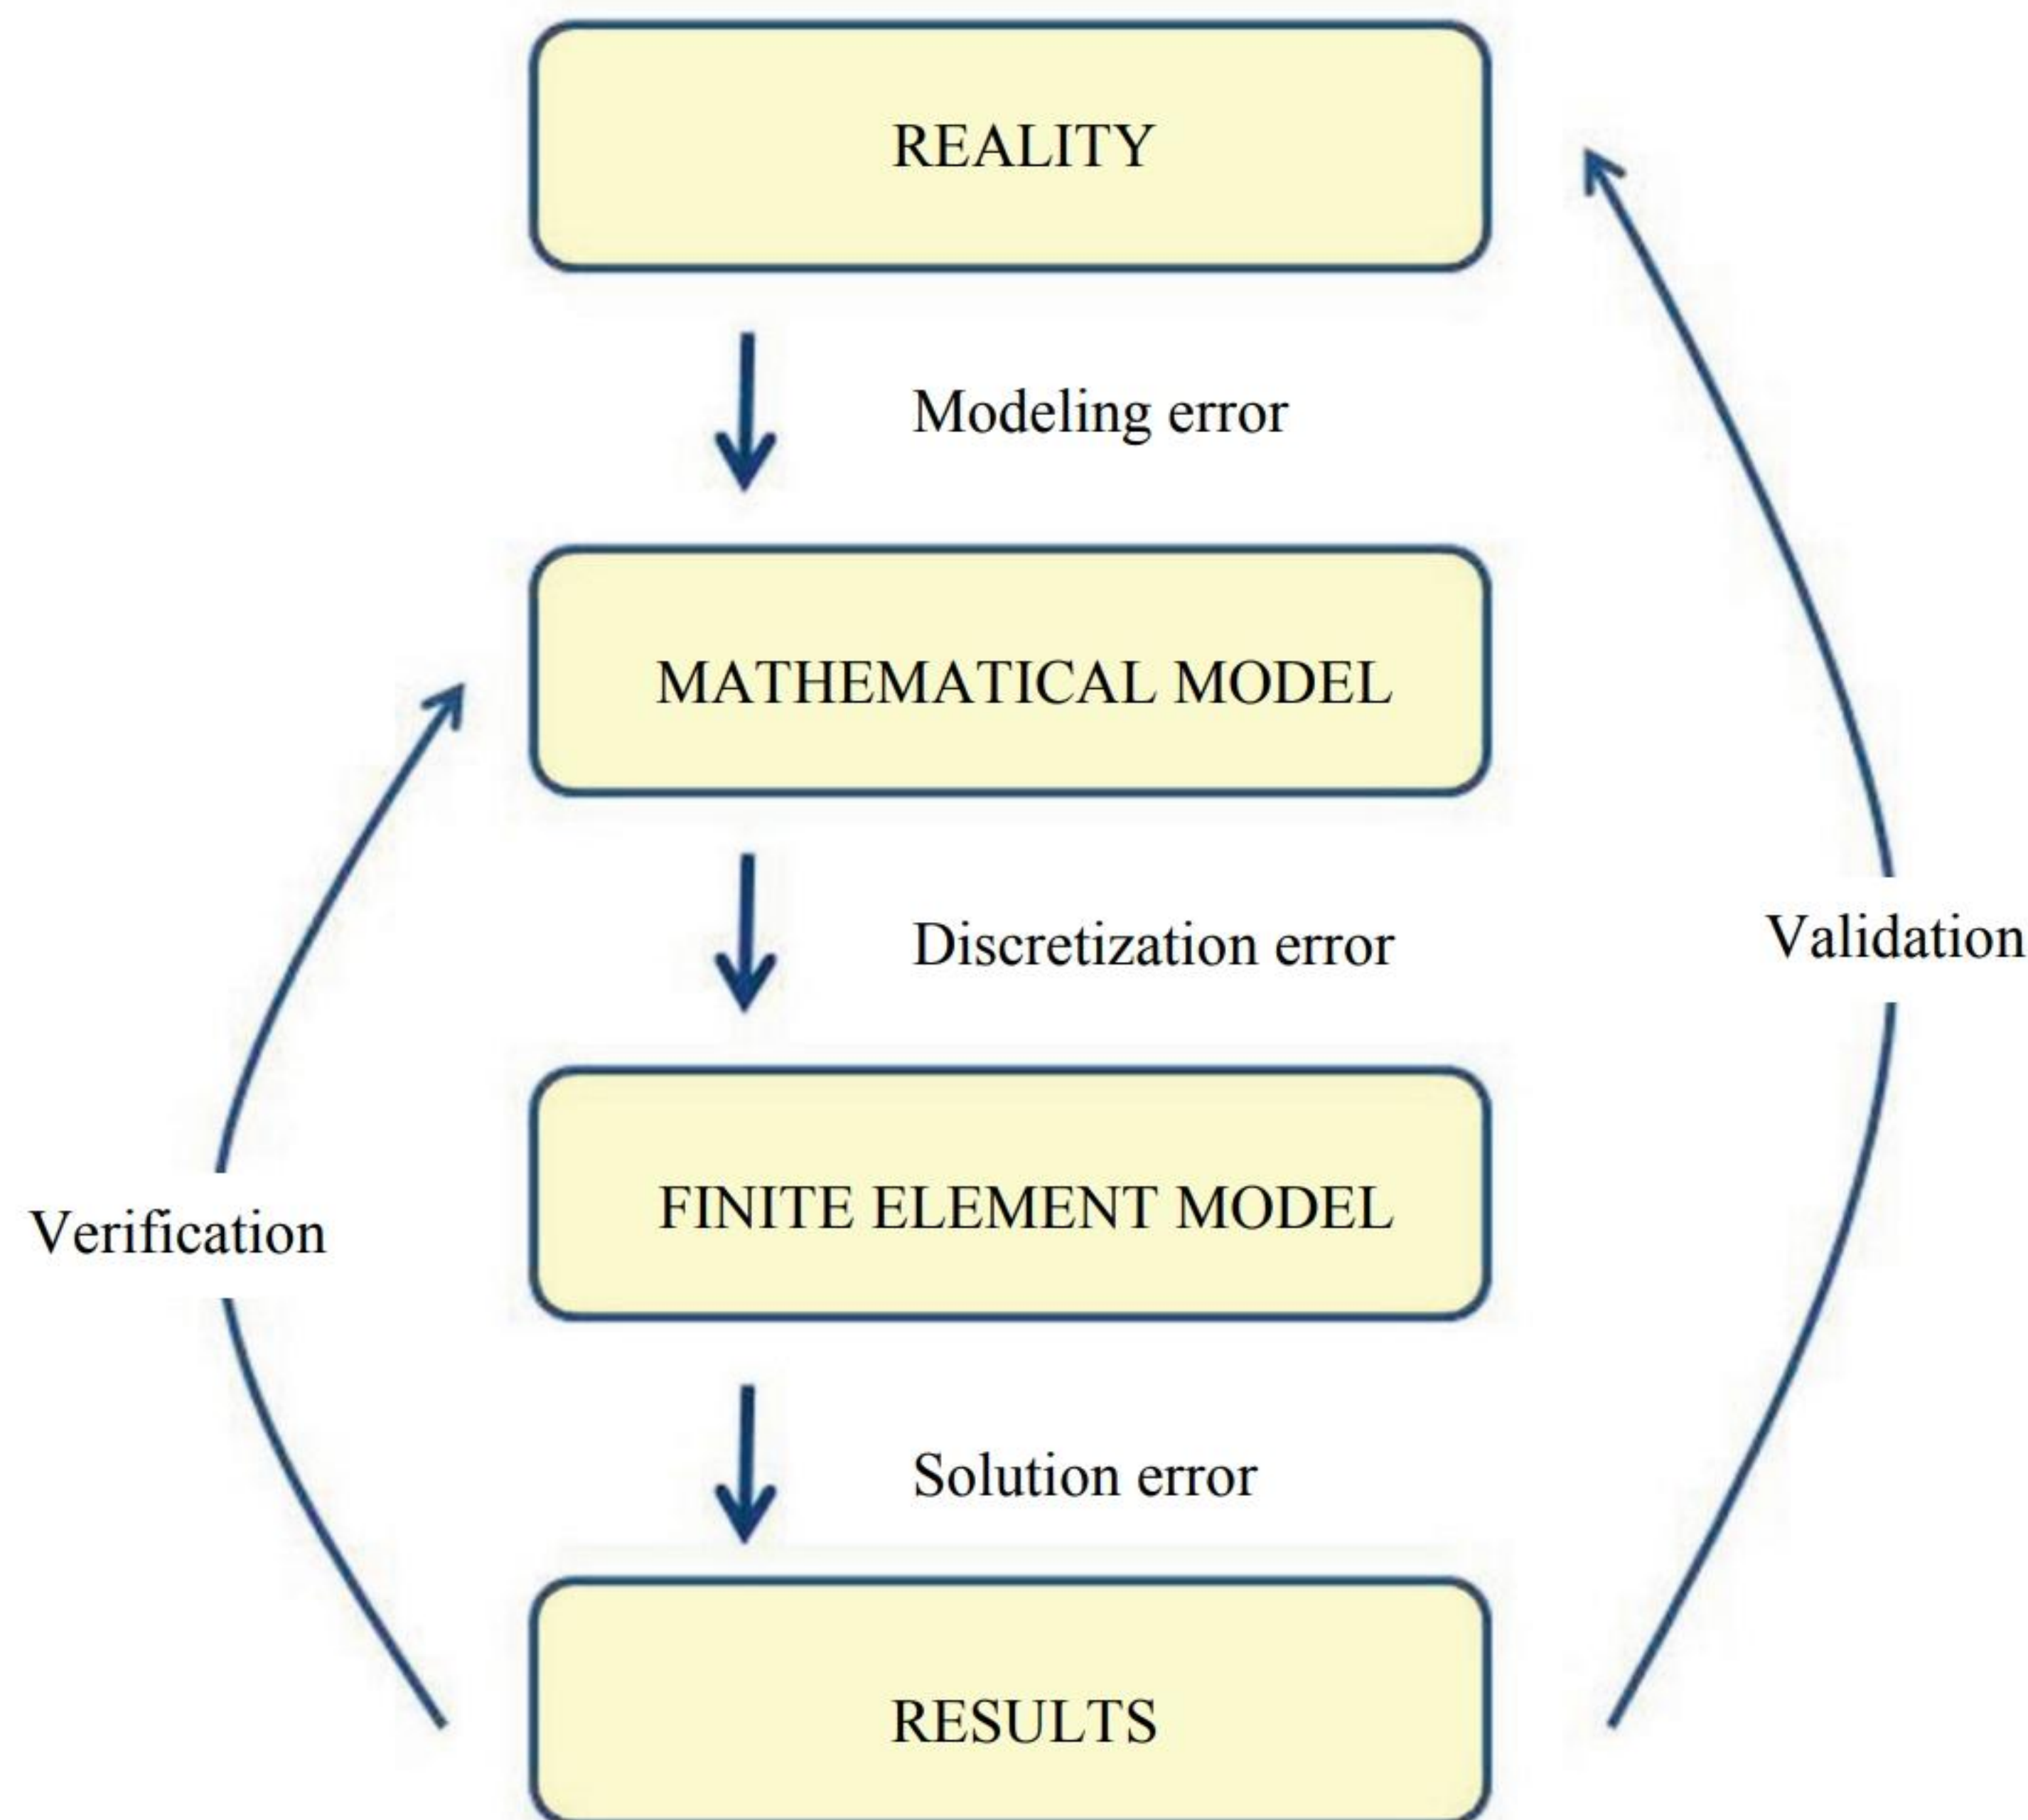 REALITY
Modeling error
MATHEMATICAL MODEL
Discretization error
Validation
FINITE ELEMENT MODEL
Verification
Solution error
RESULTS